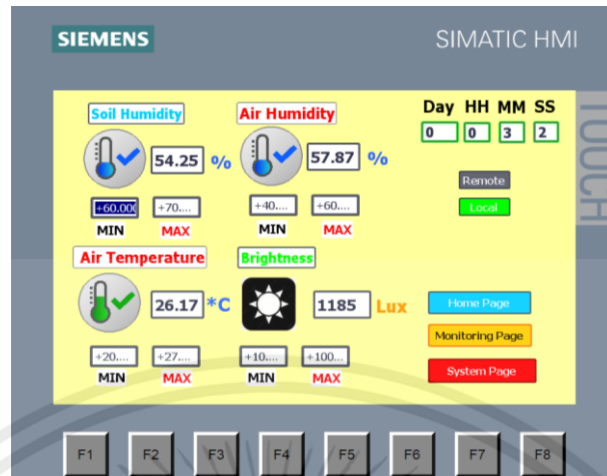 SIEMENS SIMATIC HMI
TOUCH
Day HH MM SS
0 0 3 2
Soil Humidity Air Humidity
54.25 % 57.87 %
Remote
Local
+60.000 +70.... +40.... +60....
MIN MAX MIN MAX
Air Temperature Brightness
26.17 *C 1185 Lux
Home Page
Monitoring Page
System Page
+20.... +27.... +10.... +100...
MIN MAX MIN MAX
F1 F2 F3 F4 F5 F6 F7 F8